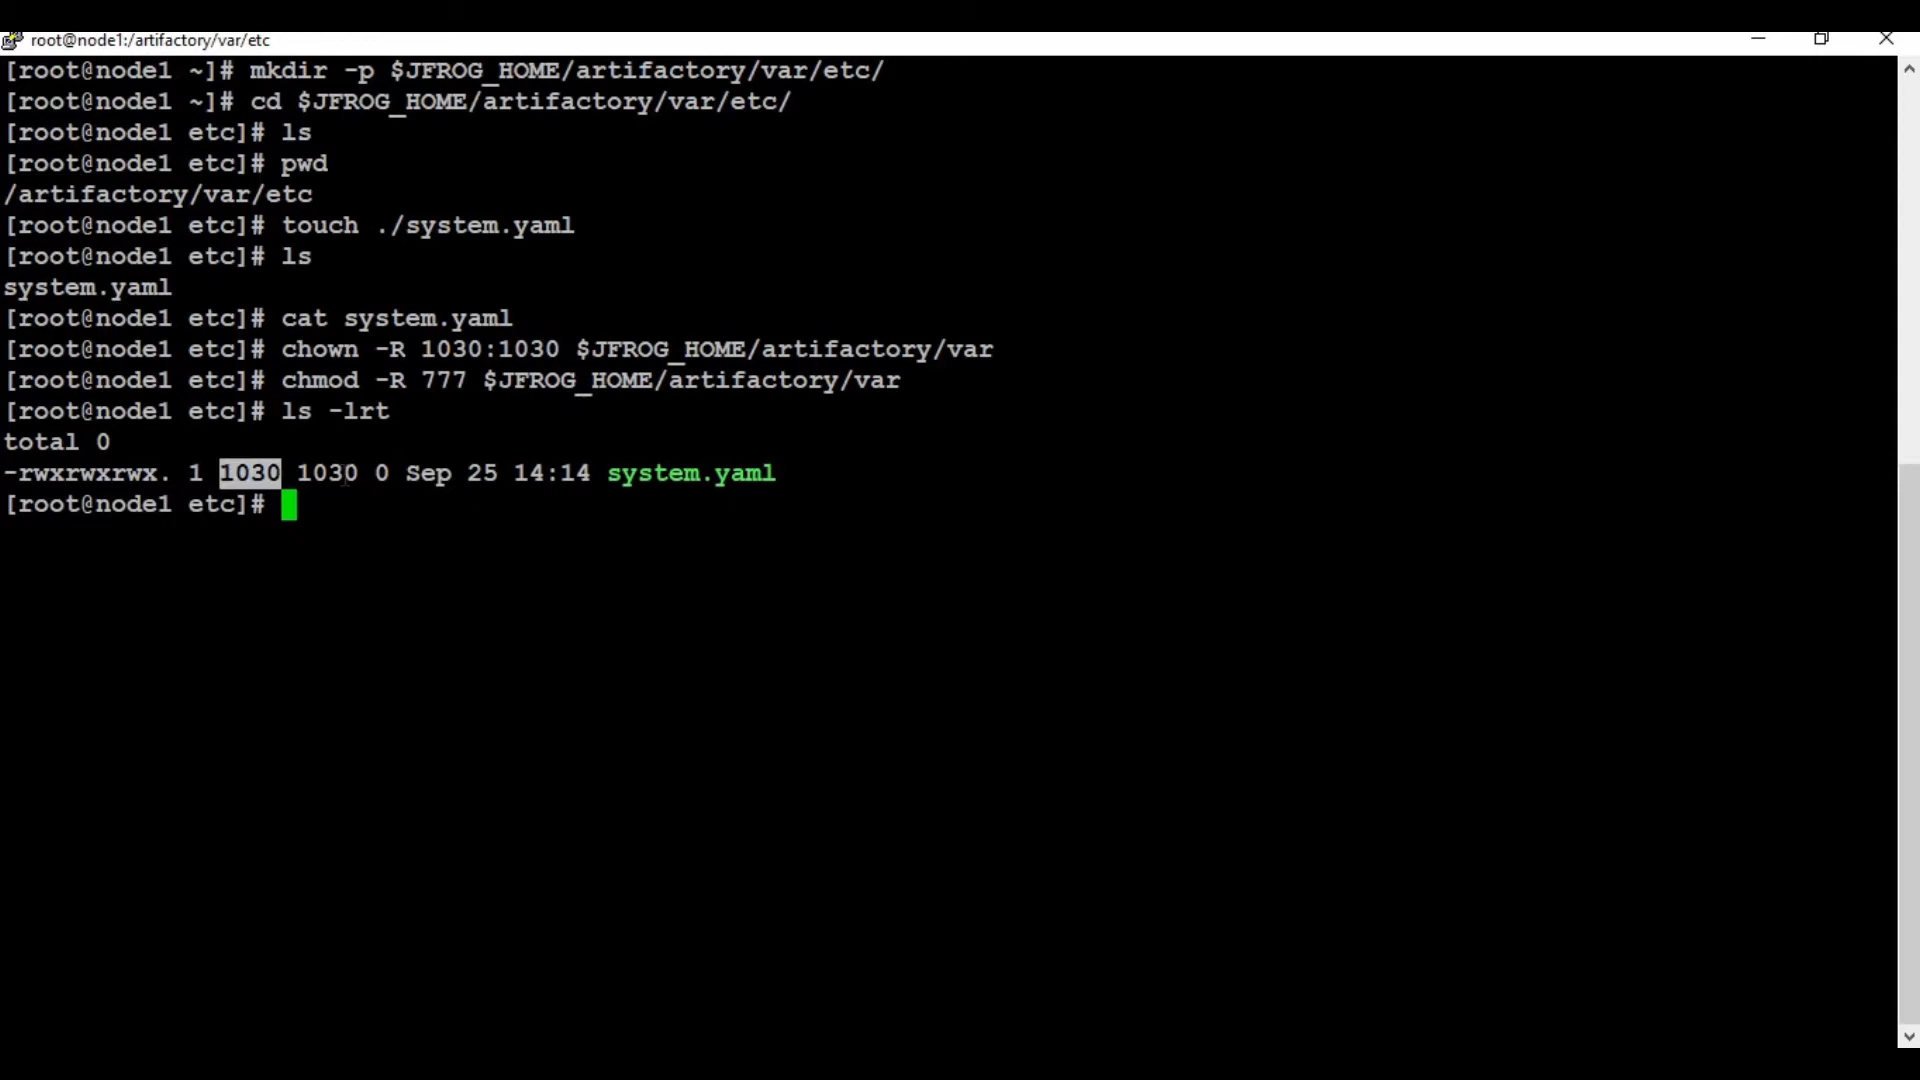 root@node1:/artifactory/var/etc
[root@node1 ~]# mkdir -p $JFROG_HOME/artifactory/var/etc/
[root@node1 ~]# cd $JFROG_HOME/artifactory/var/etc/
[root@node1 etc]# ls
[root@node1 etc]# pwd
/artifactory/var/etc
[root@node1 etc]# touch ./system.yaml
[root@node1 etc]# ls
system.yaml
[root@node1 etc]# cat system.yaml
[root@node1 etc]# chown -R 1030:1030 $JFROG_HOME/artifactory/var
[root@node1 etc]# chmod -R 777 $JFROG_HOME/artifactory/var
[root@node1 etc]# ls -lrt
total 0
-rwxrwxrwx. 1 1030 1030 0 Sep 25 14:14 system.yaml
[root@node1 etc]#